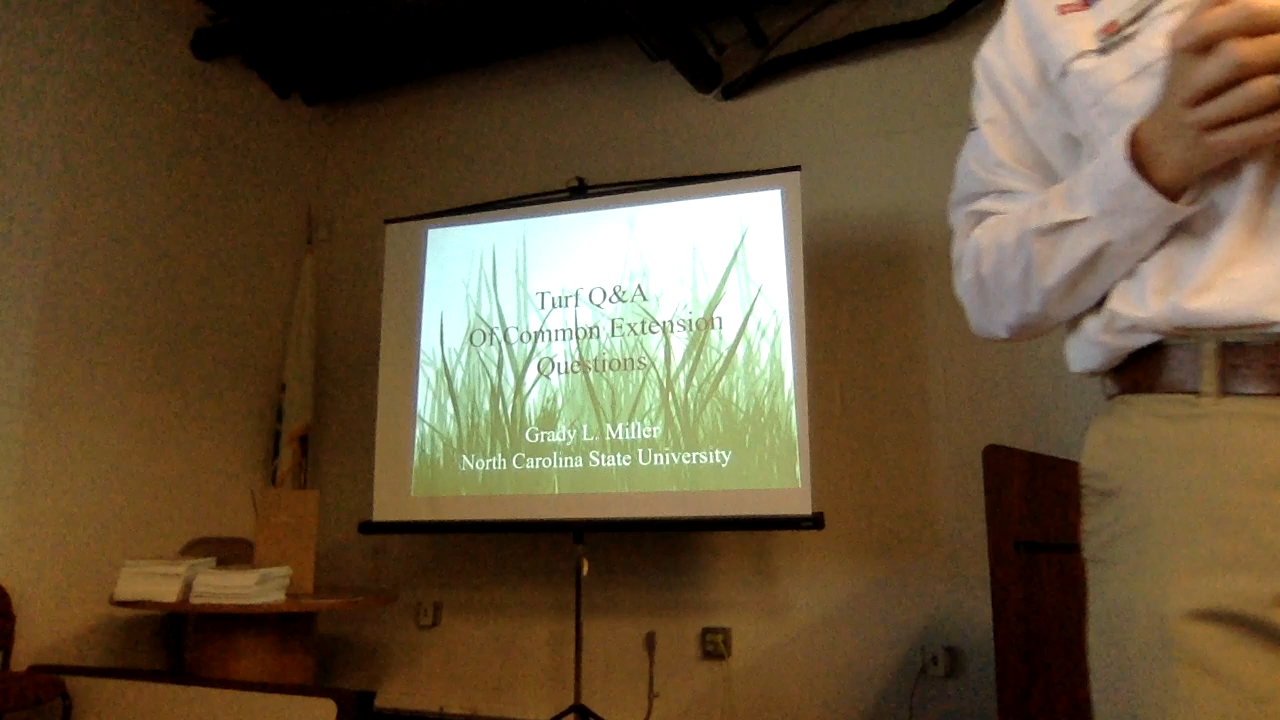 Turf Q&A
Of Common Extension
Questions
Grady L. Miller
North Carolina State University